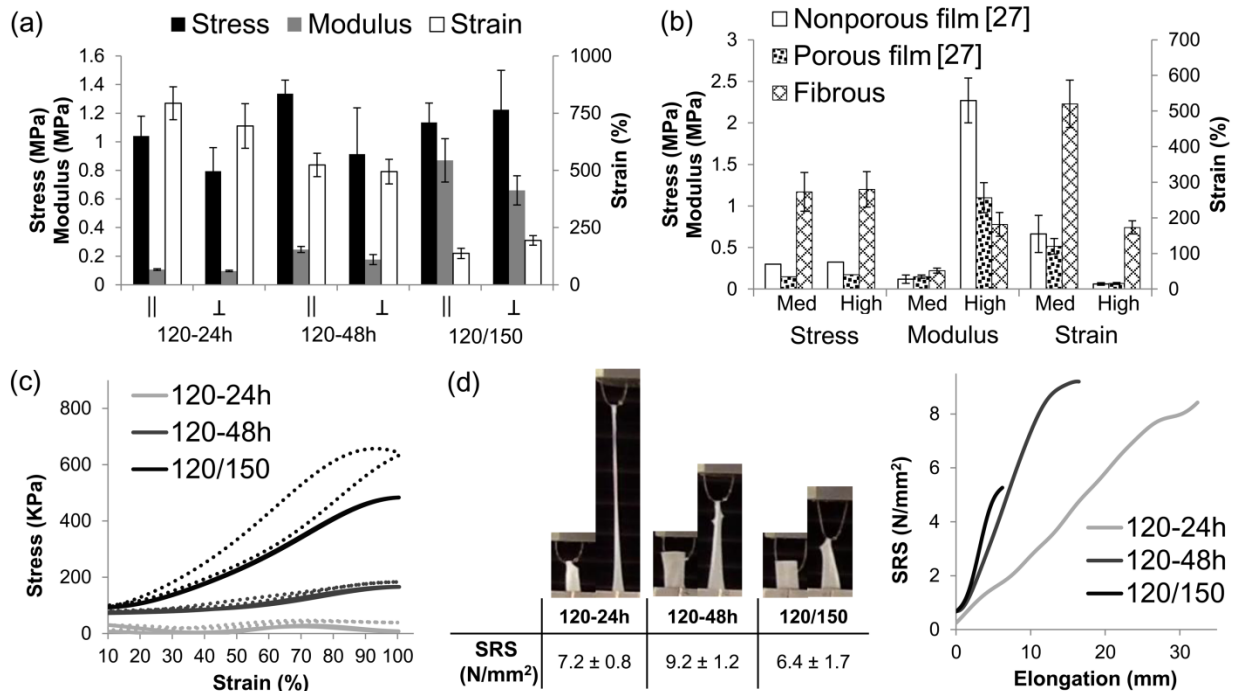 (a)
Stress Modulus Strain
1.6
1.4
1.2
1
0.8
0.6
0.4
0.2
0
Stress (MPa)
Modulus (MPa)
1000
750
500
250
0
Strain (%)
|| ⊥ || ⊥ || ⊥
120-24h 120-48h 120/150
(b)
Nonporous film [27]
Porous film [27]
Fibrous
3
2.5
2
1.5
1
0.5
0
Stress (MPa)
Modulus (MPa)
700
600
500
400
300
200
100
0
Strain (%)
Med High Med High Med High
Stress Modulus Strain
(c)
120-24h
120-48h
120/150
800
600
400
200
0
Stress (KPa)
10 20 30 40 50 60 70 80 90 100
Strain (%)
(d)
120-24h 120-48h 120/150
SRS
(N/mm²) 7.2 ± 0.8 9.2 ± 1.2 6.4 ± 1.7
8
6
4
2
0
SRS (N/mm²)
120-24h
120-48h
120/150
0 10 20 30
Elongation (mm)